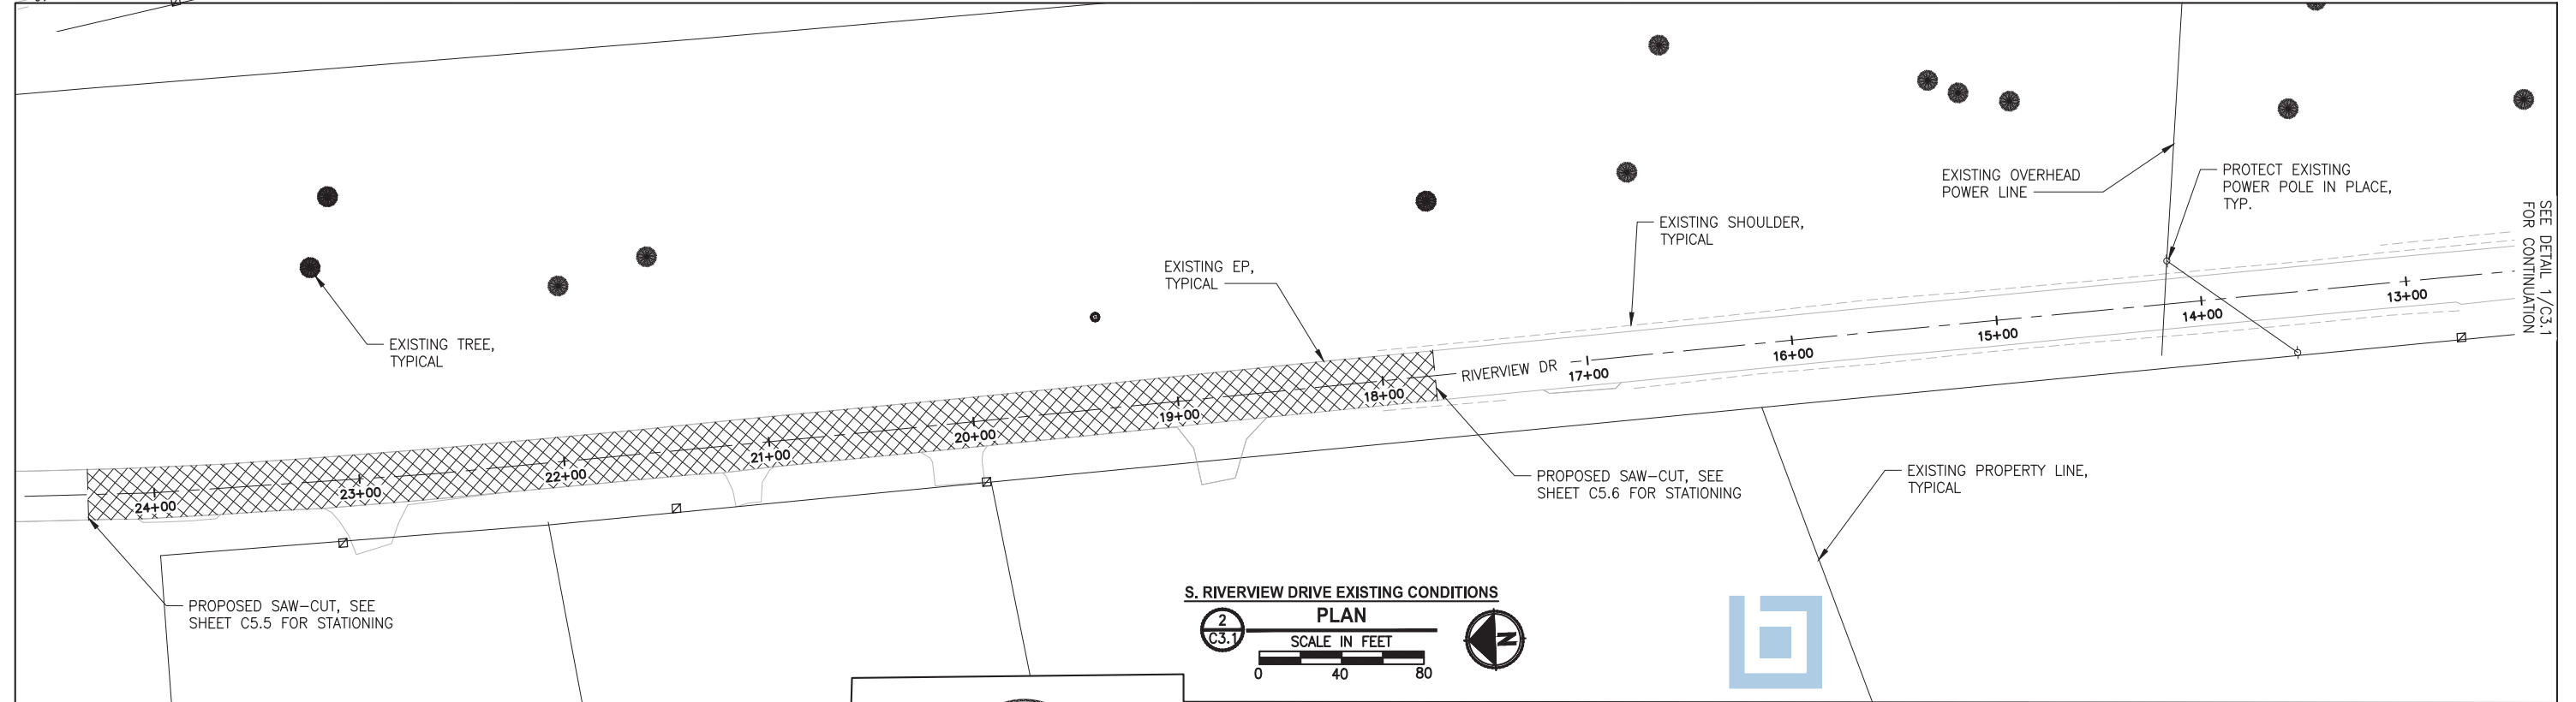 EXISTING OVERHEAD
POWER LINE
PROTECT EXISTING
POWER POLE IN PLACE,
TYP.
SEE DETAIL 1/C3.1
FOR CONTINUATION
EXISTING SHOULDER,
TYPICAL
EXISTING EP,
TYPICAL
EXISTING TREE,
TYPICAL
24+00
23+00
22+00
21+00
20+00
19+00
18+00
RIVERVIEW DR
17+00
16+00
15+00
14+00
13+00
PROPOSED SAW-CUT, SEE
SHEET C5.6 FOR STATIONING
EXISTING PROPERTY LINE,
TYPICAL
PROPOSED SAW-CUT, SEE
SHEET C5.5 FOR STATIONING
S. RIVERVIEW DRIVE EXISTING CONDITIONS
2
C3.1
PLAN
SCALE IN FEET
0 40 80
N